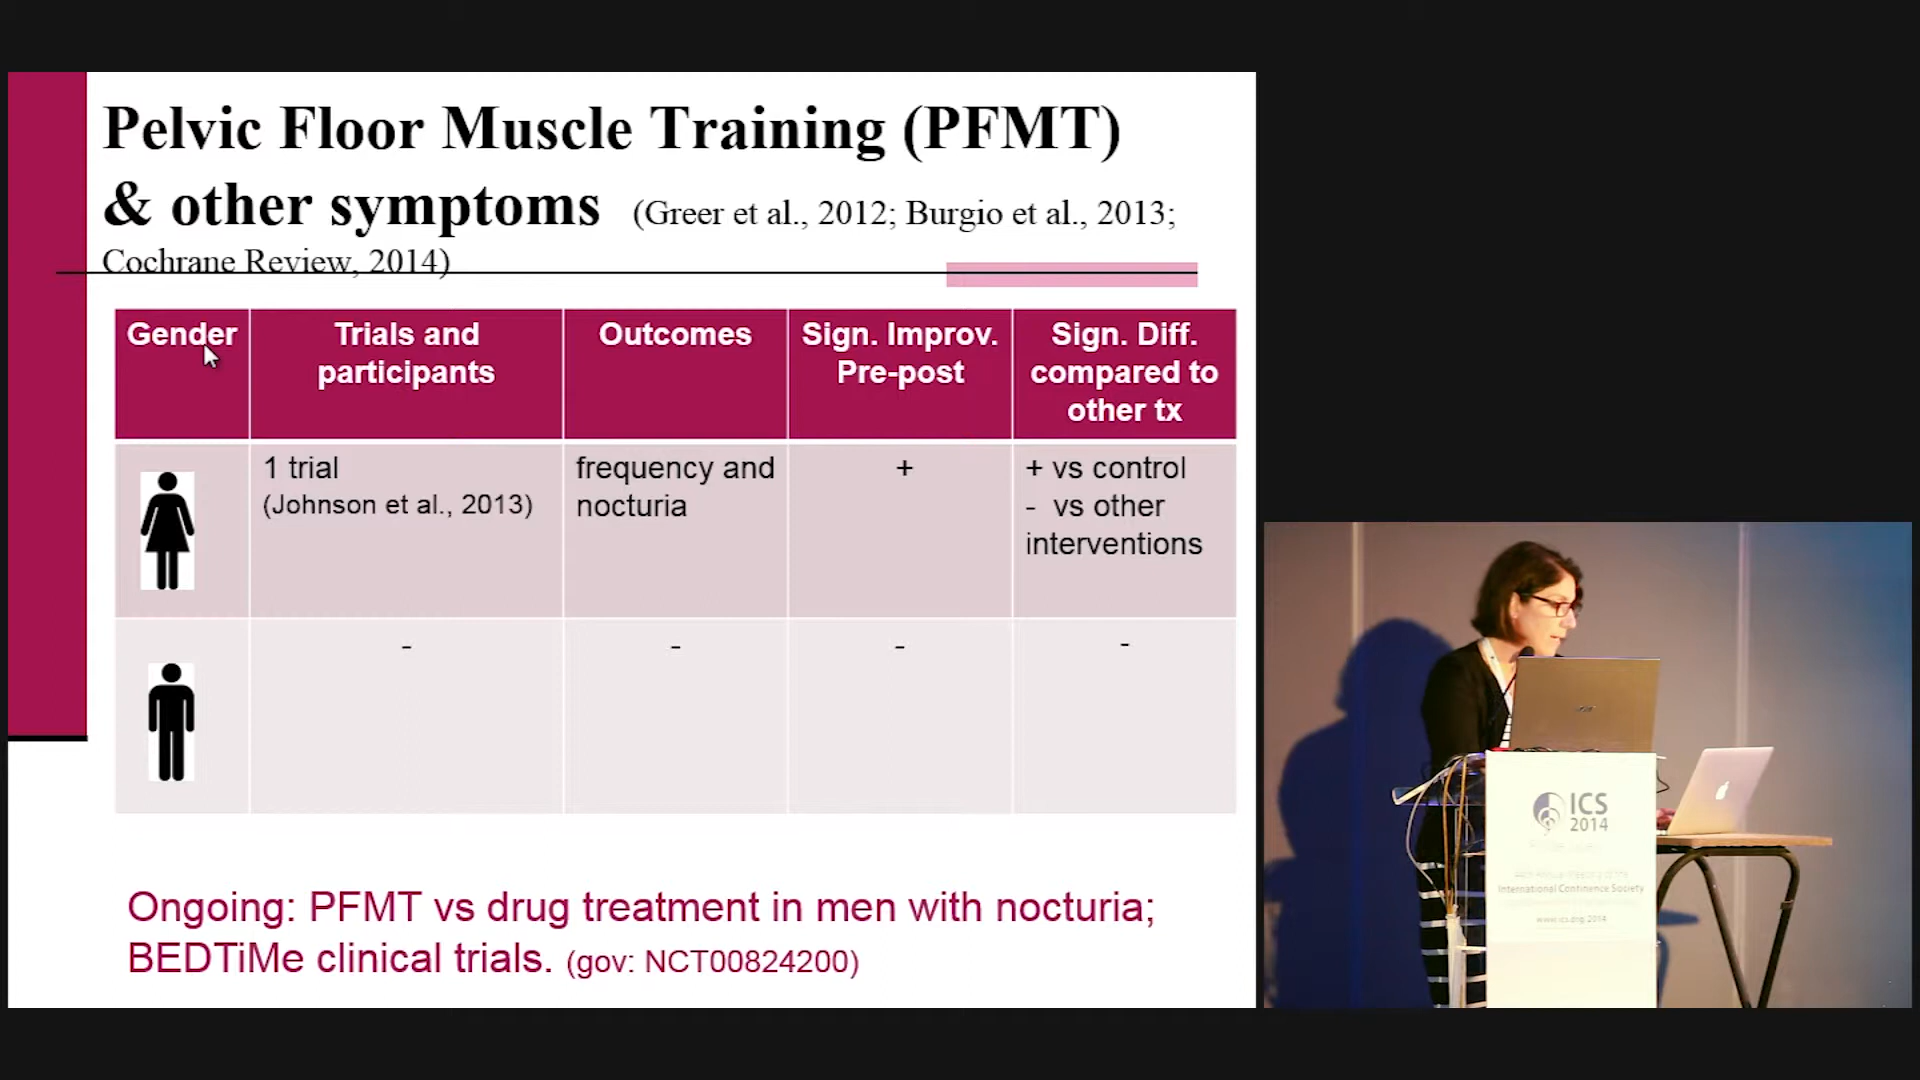 Pelvic Floor Muscle Training (PFMT)
& other symptoms (Greer et al., 2012; Burgio et al., 2013;
Cochrane Review, 2014)
Gender
Trials and
participants
Outcomes
Sign. Improv.
Pre-post
Sign. Diff.
compared to
other tx
1 trial
(Johnson et al., 2013)
frequency and
nocturia
+
+ vs control
- vs other
interventions
-
-
-
-
Ongoing: PFMT vs drug treatment in men with nocturia;
BEDTiMe clinical trials. (gov: NCT00824200)
ICS
2014
International Continence Society